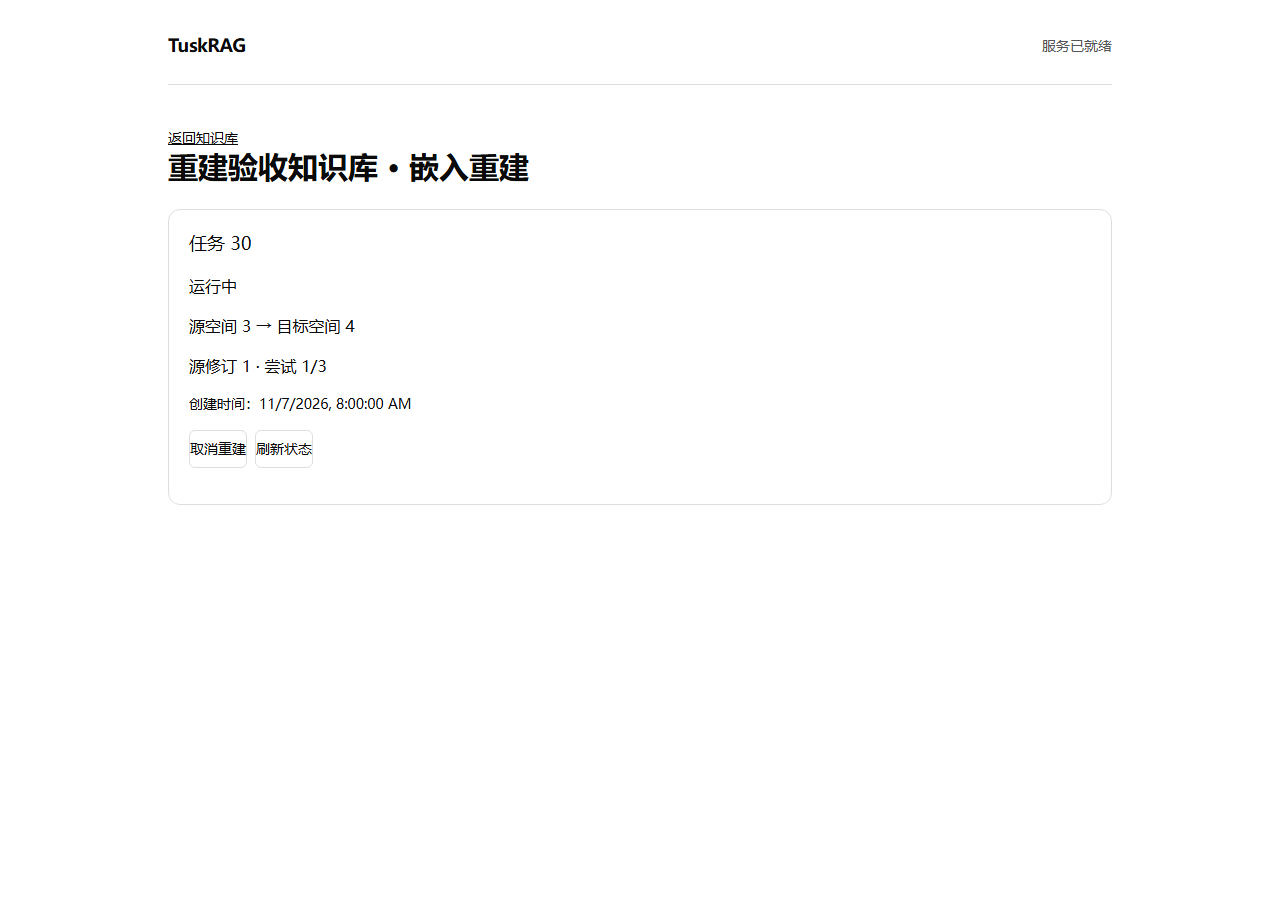 TuskRAG
服务已就绪
返回知识库
重建验收知识库 · 嵌入重建
任务 30
运行中
源空间 3 → 目标空间 4
源修订 1 · 尝试 1/3
创建时间：11/7/2026, 8:00:00 AM
取消重建
刷新状态